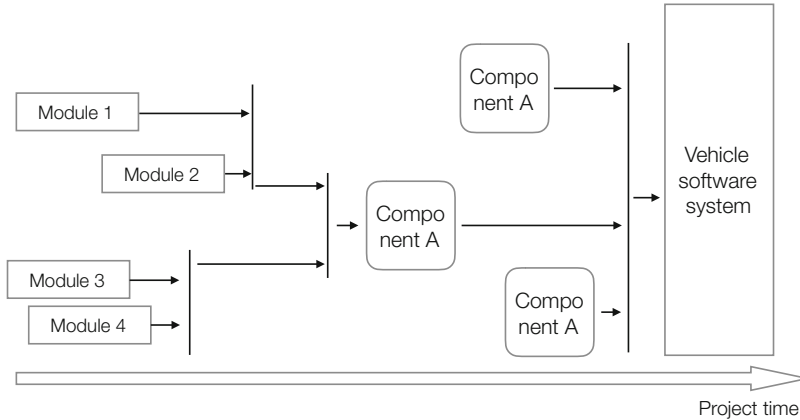 Module 1
Module 2
Module 3
Module 4
Compo
nent A
Compo
nent A
Compo
nent A
Vehicle
software
system
Project time